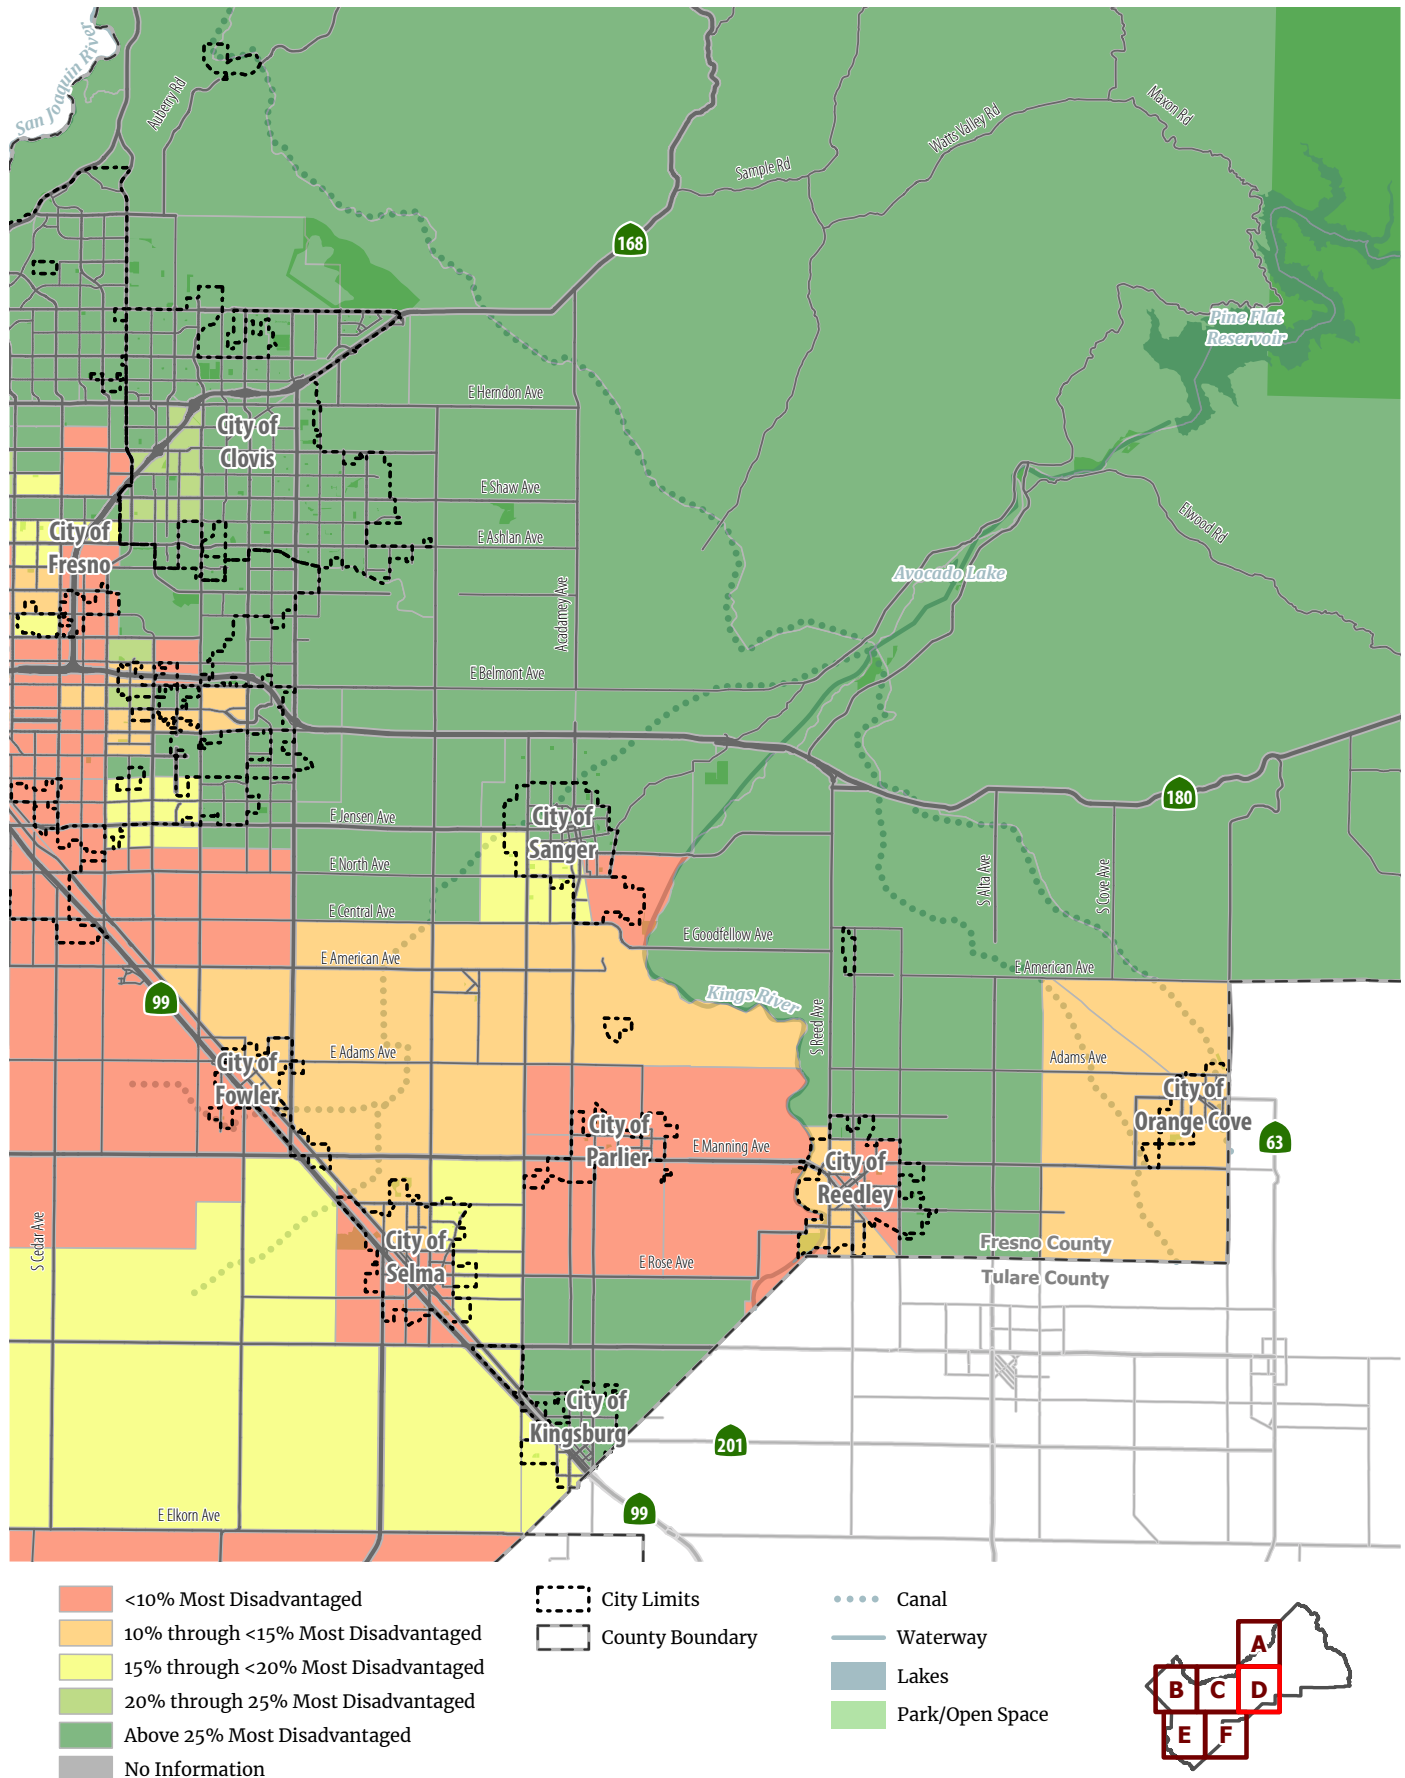 San Joaquin River
Auberry Rd
168
Sample Rd
Watts Valley Rd
Maxon Rd
Pine Flat
Reservoir
E Herndon Ave
City of
Clovis
E Shaw Ave
City of
Fresno
E Ashlan Ave
Elwood Rd
Avocado Lake
Acadamey Ave
E Belmont Ave
180
E Jensen Ave
City of
Sanger
E North Ave
S Alta Ave
S Cove Ave
E Central Ave
E Goodfellow Ave
E American Ave
E American Ave
99
Kings River
S Reed Ave
E Adams Ave
Adams Ave
City of
Fowler
City of
Orange Cove
City of
Parlier
E Manning Ave
63
City of
Reedley
S Cedar Ave
City of
Selma
E Rose Ave
Fresno County
Tulare County
City of
Kingsburg
201
99
E Elkorn Ave
<10% Most Disadvantaged
10% through <15% Most Disadvantaged
15% through <20% Most Disadvantaged
20% through 25% Most Disadvantaged
Above 25% Most Disadvantaged
No Information
City Limits
County Boundary
Canal
Waterway
Lakes
Park/Open Space
A
B C D
E F